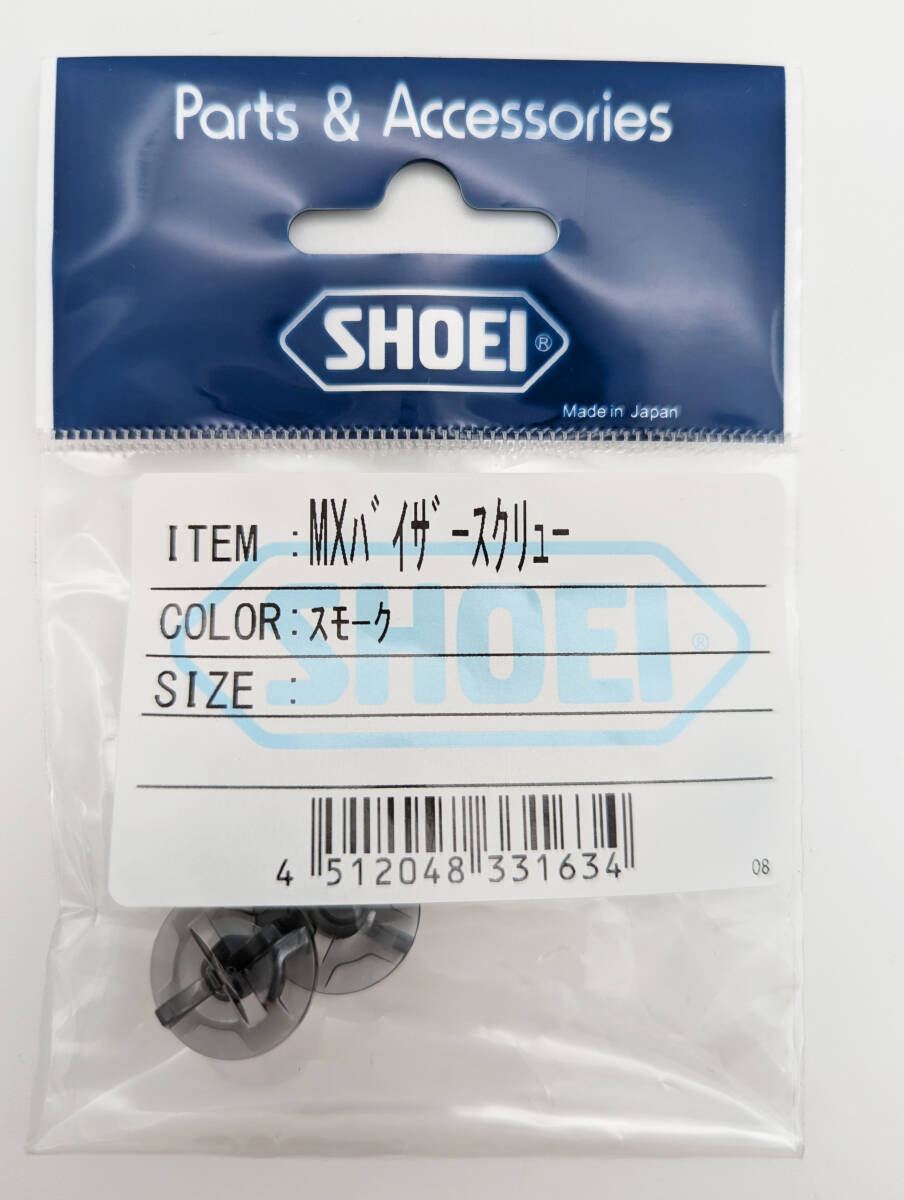 Parts & Accessories
SHOEI®
Made in Japan
ITEM :MXバイザースクリュー
COLOR:スモーク
SIZE :
SHOEI®
4 512048 331634
08